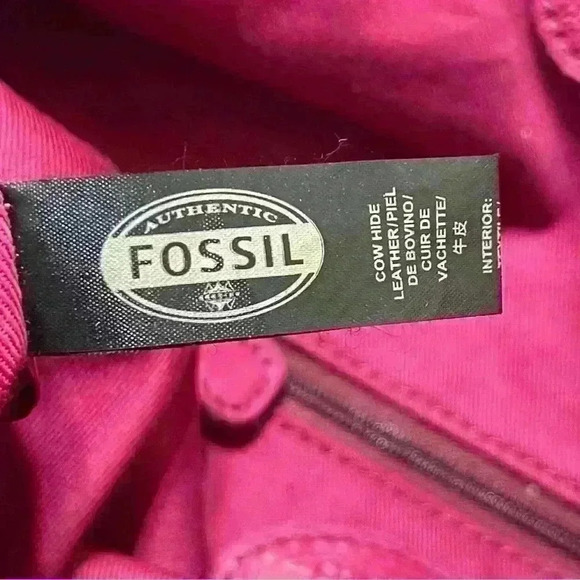 AUTHENTIC
FOSSIL
COW HIDE
LEATHER/PIEL
DE BOVINO/
CUIR DE
VACHETTE/
牛皮
INTERIOR: